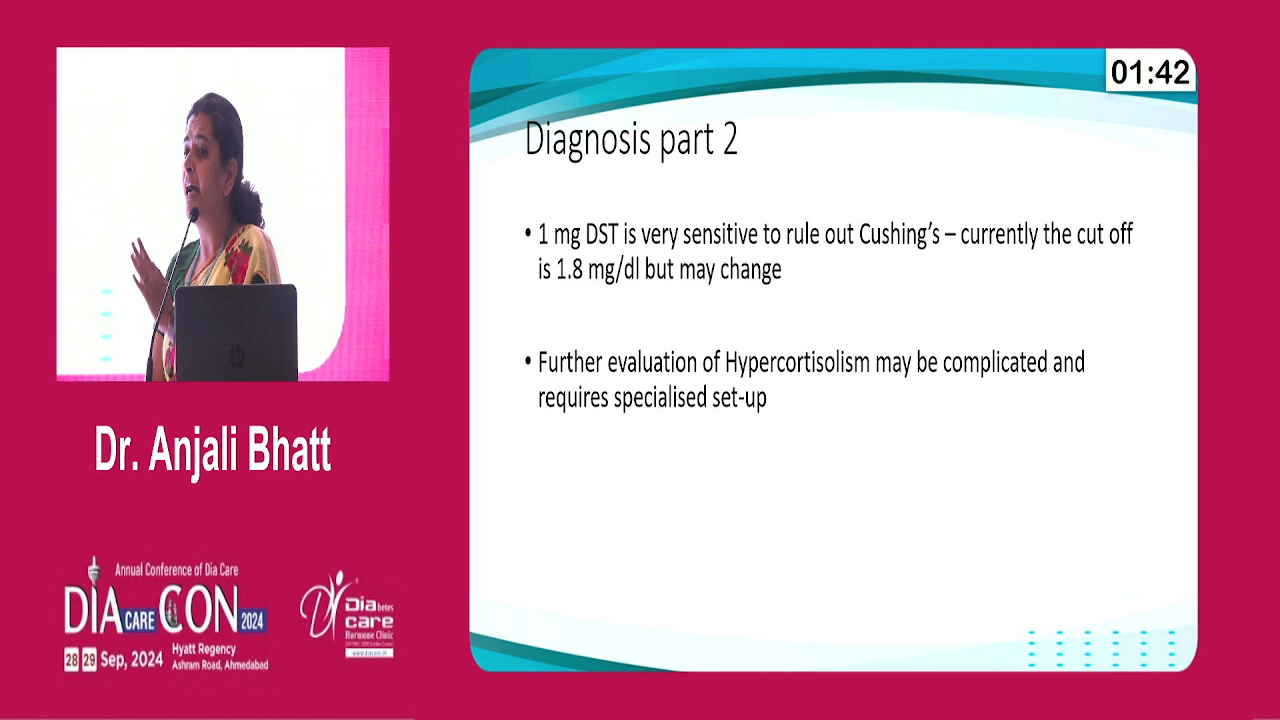 01:42
Diagnosis part 2
• 1 mg DST is very sensitive to rule out Cushing's – currently the cut off
is 1.8 mg/dl but may change
• Further evaluation of Hypercortisolism may be complicated and
requires specialised set-up
Dr. Anjali Bhatt
Annual Conference of Dia Care
DIA CARE CON 2024
28 29 Sep, 2024
Hyatt Regency
Ashram Road, Ahmedabad
Diabetes
care
Hormone Clinic
www.diacare.in